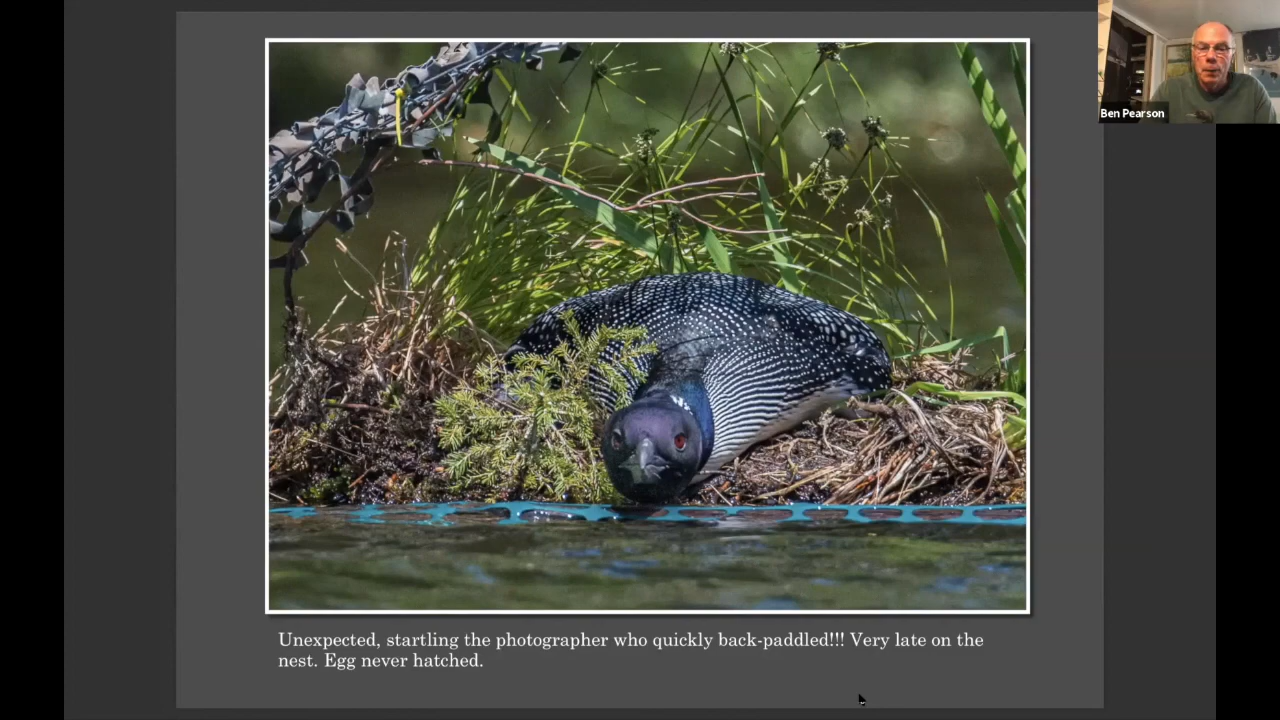 Ben Pearson
Unexpected, startling the photographer who quickly back-paddled!!! Very late on the
nest. Egg never hatched.